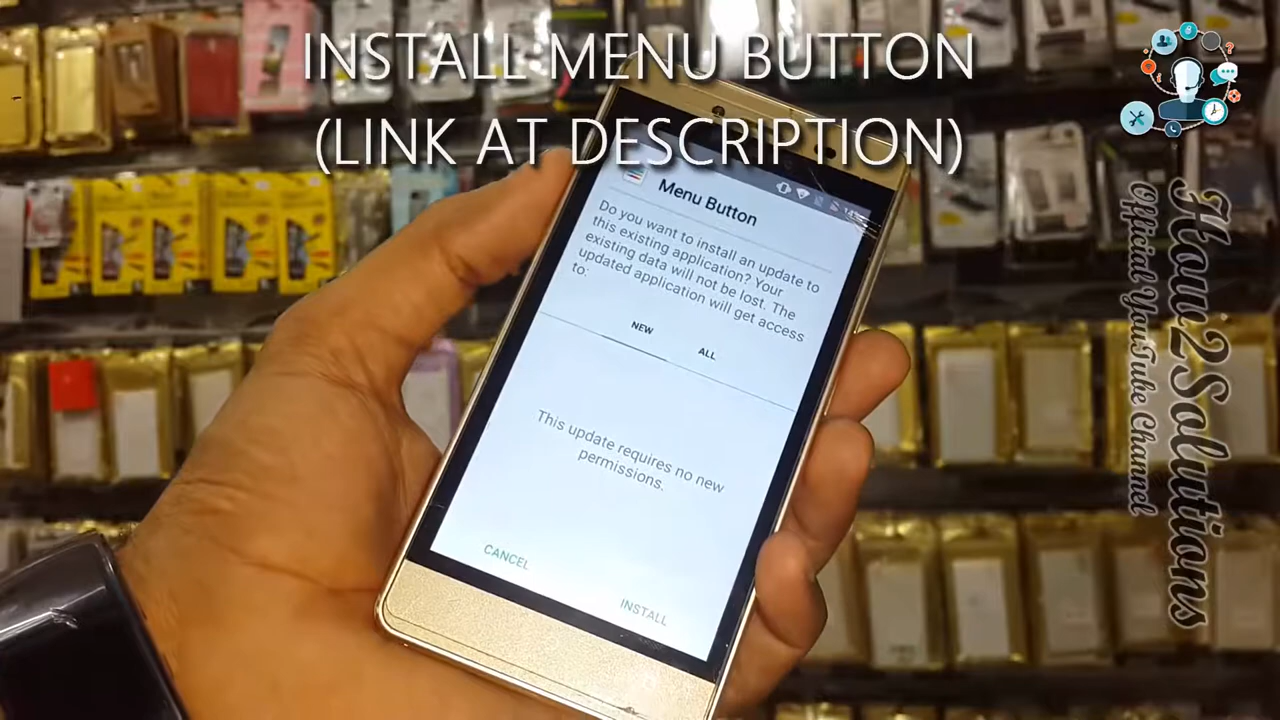 INSTALL MENU BUTTON
(LINK AT DESCRIPTION)
Menu Button
Do you want to install an update to
this existing application? Your
existing data will not be lost. The
updated application will get access
to:
NEW
ALL
This update requires no new
permissions.
CANCEL
INSTALL
How2Solutions
Official YouTube Channel